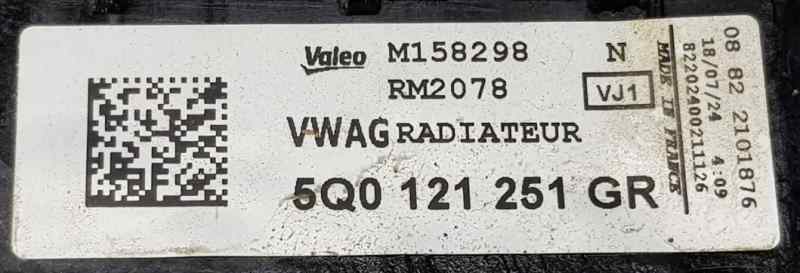 Valeo M158298 N
RM2078 VJ1
VWAG RADIATEUR
5Q0 121 251 GR
08 82 2101876
18/07/24 4:09
8220240021126
MADE IN FRANCE